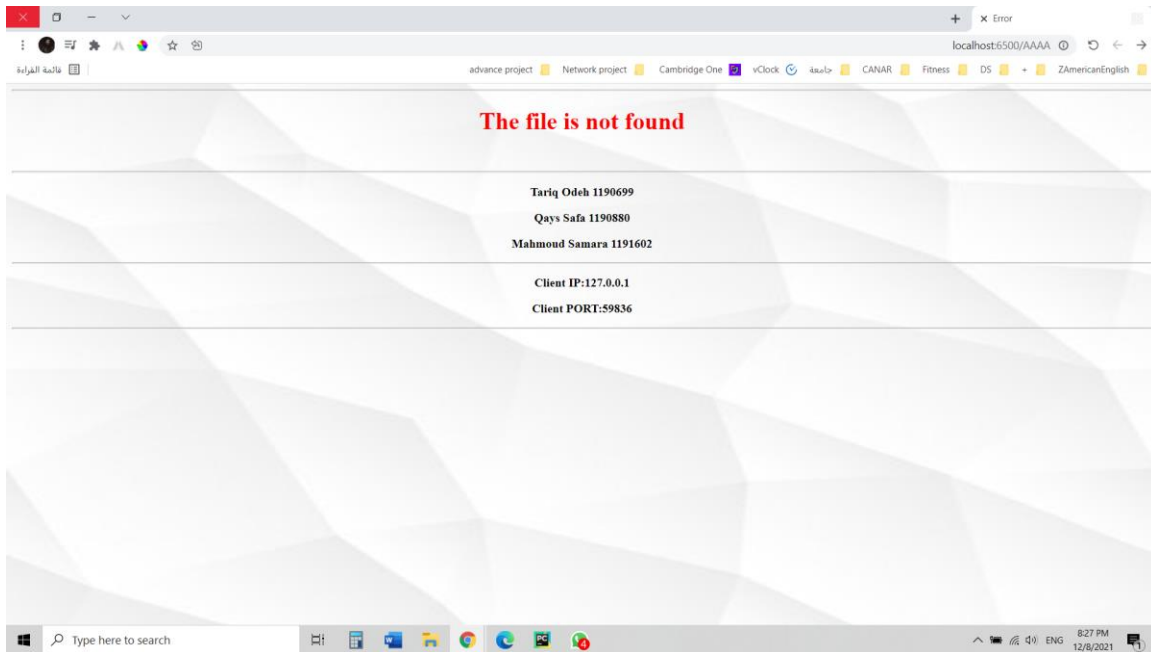 Error
localhost:6500/AAAA
قائمة القراءة
advance project Network project Cambridge One vClock جامعة CANAR Fitness DS + ZAmericanEnglish
The file is not found
Tariq Odeh 1190699
Qays Safa 1190880
Mahmoud Samara 1191602
Client IP:127.0.0.1
Client PORT:59836
Type here to search
4
ENG
8:27 PM
12/8/2021
1